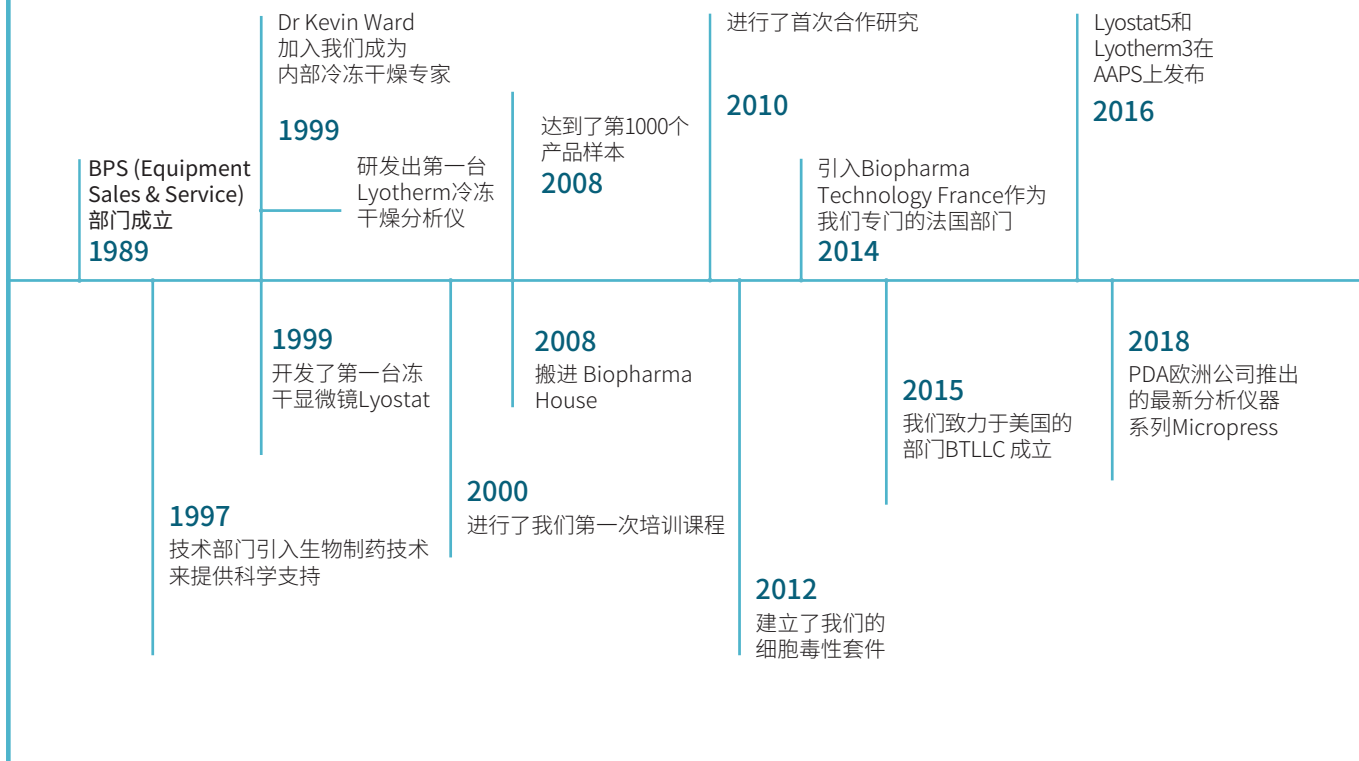 BPS (Equipment
Sales & Service)
部门成立
1989
1997
技术部门引入生物制药技术
来提供科学支持
Dr Kevin Ward
加入我们成为
内部冷冻干燥专家
1999
研发出第一台
Lyotherm冷冻
干燥分析仪
1999
开发了第一台冻
干显微镜Lyostat
2000
进行了我们第一次培训课程
达到了第1000个
产品样本
2008
2008
搬进 Biopharma
House
进行了首次合作研究
2010
2012
建立了我们的
细胞毒性套件
引入Biopharma
Technology France作为
我们专门的法国部门
2014
2015
我们致力于美国的
部门BTLLC 成立
Lyostat5和
Lyotherm3在
AAPS上发布
2016
2018
PDA欧洲公司推出
的最新分析仪器
系列Micropress